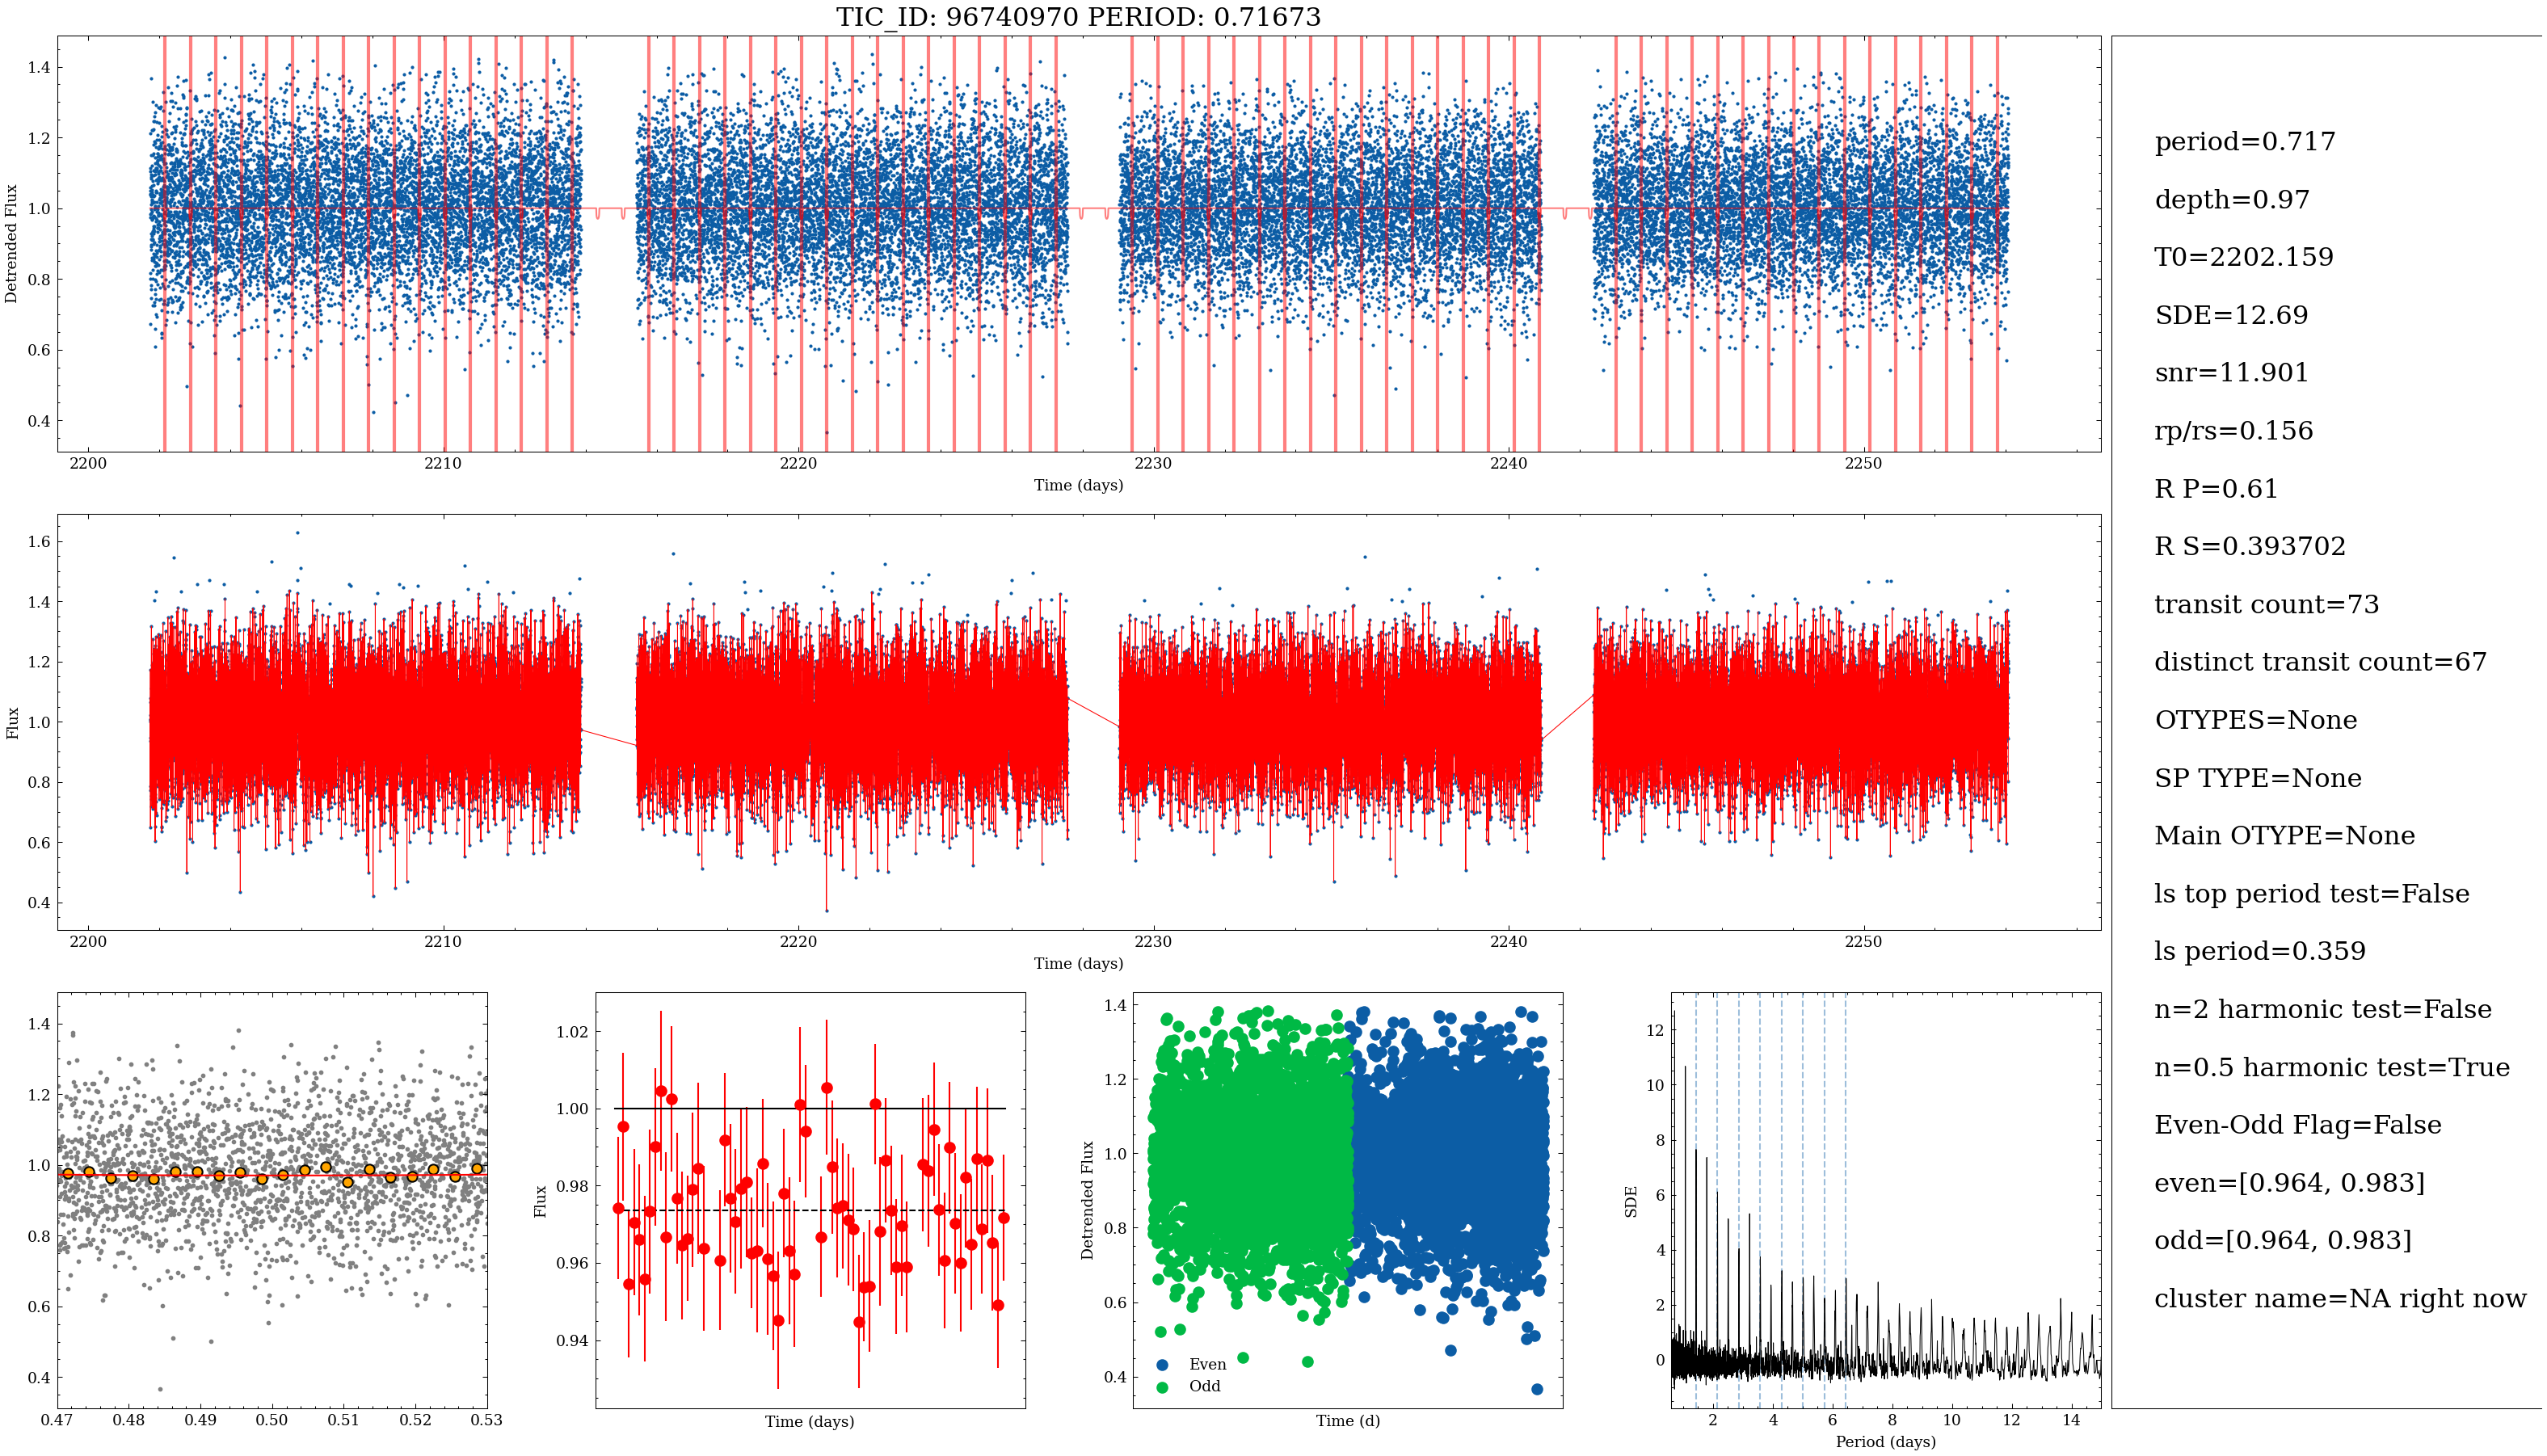 TIC_ID: 96740970 PERIOD: 0.71673
1.4
1.2
1.0
0.8
0.6
0.4
Detrended Flux
2200
2210
2220
2230
2240
2250
Time (days)
1.6
1.4
1.2
1.0
0.8
0.6
0.4
Flux
2200
2210
2220
2230
2240
2250
Time (days)
1.4
1.2
1.0
0.8
0.6
0.4
0.47
0.48
0.49
0.50
0.51
0.52
0.53
1.02
1.00
0.98
0.96
0.94
Flux
Time (days)
1.4
1.2
1.0
0.8
0.6
0.4
Detrended Flux
Even
Odd
Time (d)
12
10
8
6
4
2
0
SDE
2
4
6
8
10
12
14
Period (days)
period=0.717
depth=0.97
T0=2202.159
SDE=12.69
snr=11.901
rp/rs=0.156
R P=0.61
R S=0.393702
transit count=73
distinct transit count=67
OTYPES=None
SP TYPE=None
Main OTYPE=None
ls top period test=False
ls period=0.359
n=2 harmonic test=False
n=0.5 harmonic test=True
Even-Odd Flag=False
even=[0.964, 0.983]
odd=[0.964, 0.983]
cluster name=NA right now